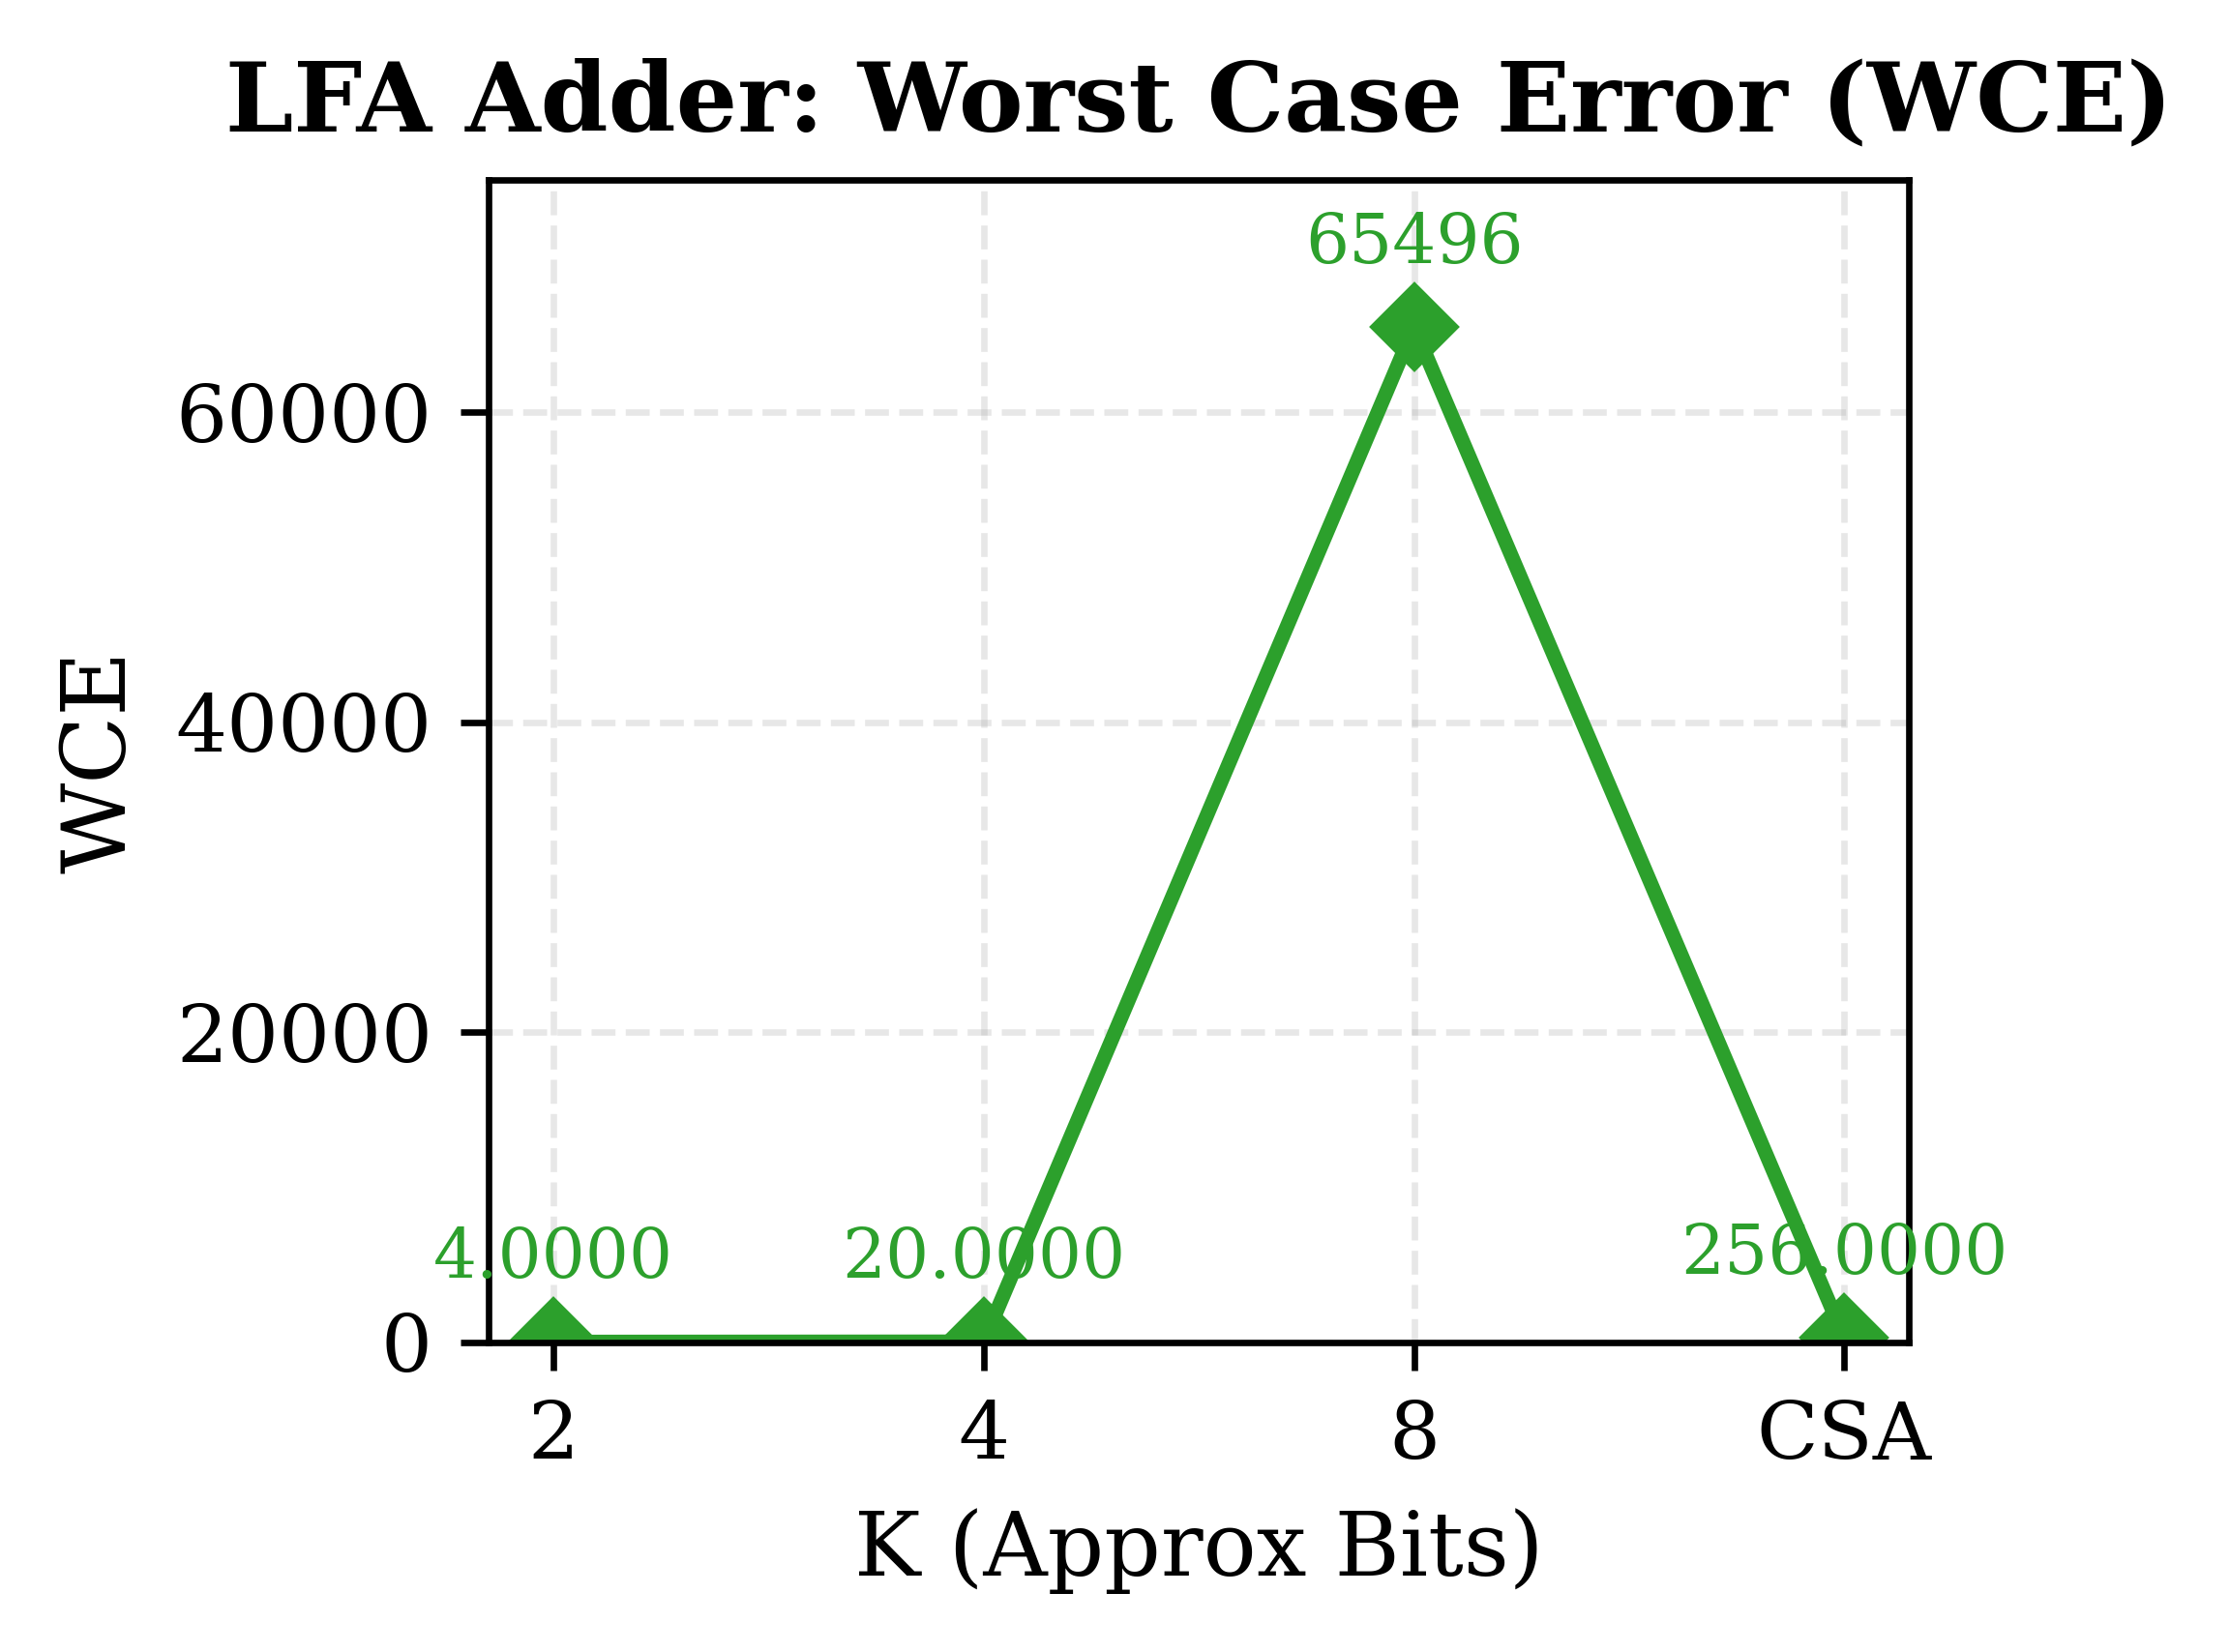 LFA Adder: Worst Case Error (WCE)
65496
60000
40000
WCE
20000
4.0000 20.0000 256.0000
0
2 4 8 CSA
K (Approx Bits)